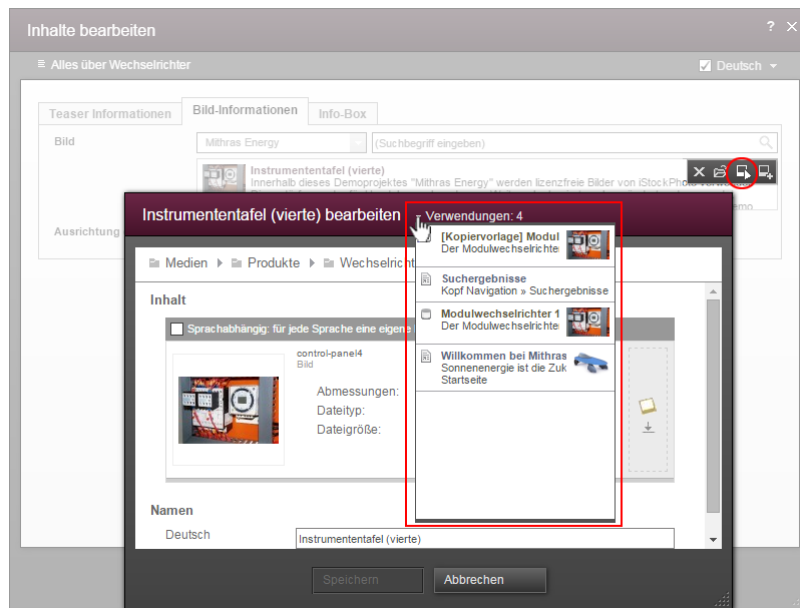 Inhalte bearbeiten
?
Alles über Wechselrichter
Deutsch
Teaser Informationen
Bild-Informationen
Info-Box
Bild
Mithras Energy
(Suchbegriff eingeben)
Instrumententafel (vierte)
Innerhalb dieses Demoprojektes "Mithras Energy" werden lizenzfreie Bilder von iStockPhoto
Ausrichtung
Instrumententafel (vierte) bearbeiten
Verwendungen: 4
Medien
Produkte
Wechselricht
[Kopiervorlage] Modul
Der Modulwechselrichte
Suchergebnisse
Kopf Navigation » Suchergebnisse
Modulwechselrichter 1
Der Modulwechselrichte
Willkommen bei Mithras
Sonnenenergie ist die Zuk
Startseite
Inhalt
Sprachabhängig: für jede Sprache eine eigene
control-panel4
Bild
Abmessungen:
Dateityp:
Dateigröße:
Namen
Deutsch
Instrumententafel (vierte)
Speichern
Abbrechen